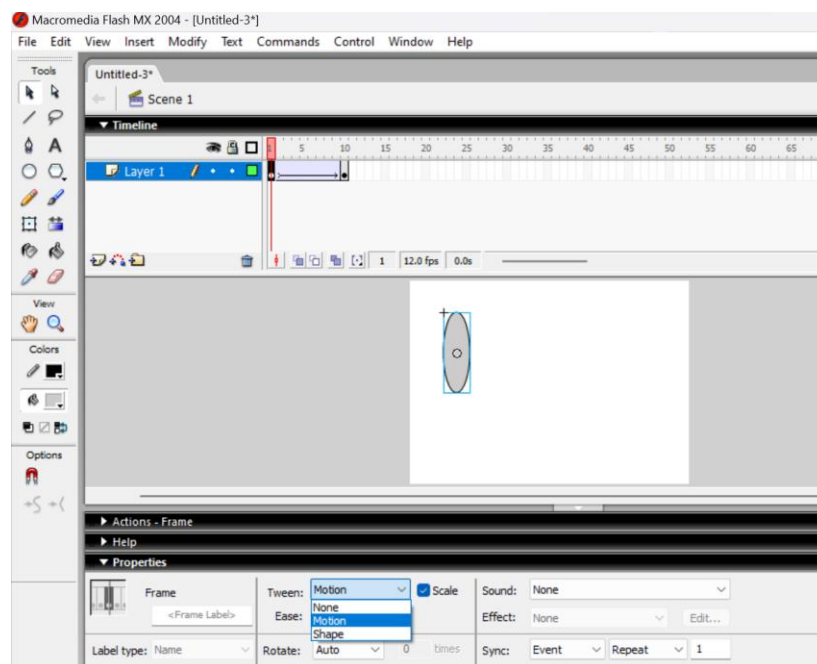 Macromedia Flash MX 2004 - [Untitled-3*]
File Edit View Insert Modify Text Commands Control Window Help
Tools
Untitled-3*
Scene 1
Timeline
5 10 15 20 25 30 35 40 45 50 55 60 65
Layer 1
1 12.0 fps 0.0s
View
Colors
Options
Actions - Frame
Help
Properties
Frame
<Frame Label>
Tween: Motion Scale Sound: None
None
Ease: Motion Effect: None Edit...
Shape
Label type: Name Rotate: Auto 0 times Sync: Event Repeat 1